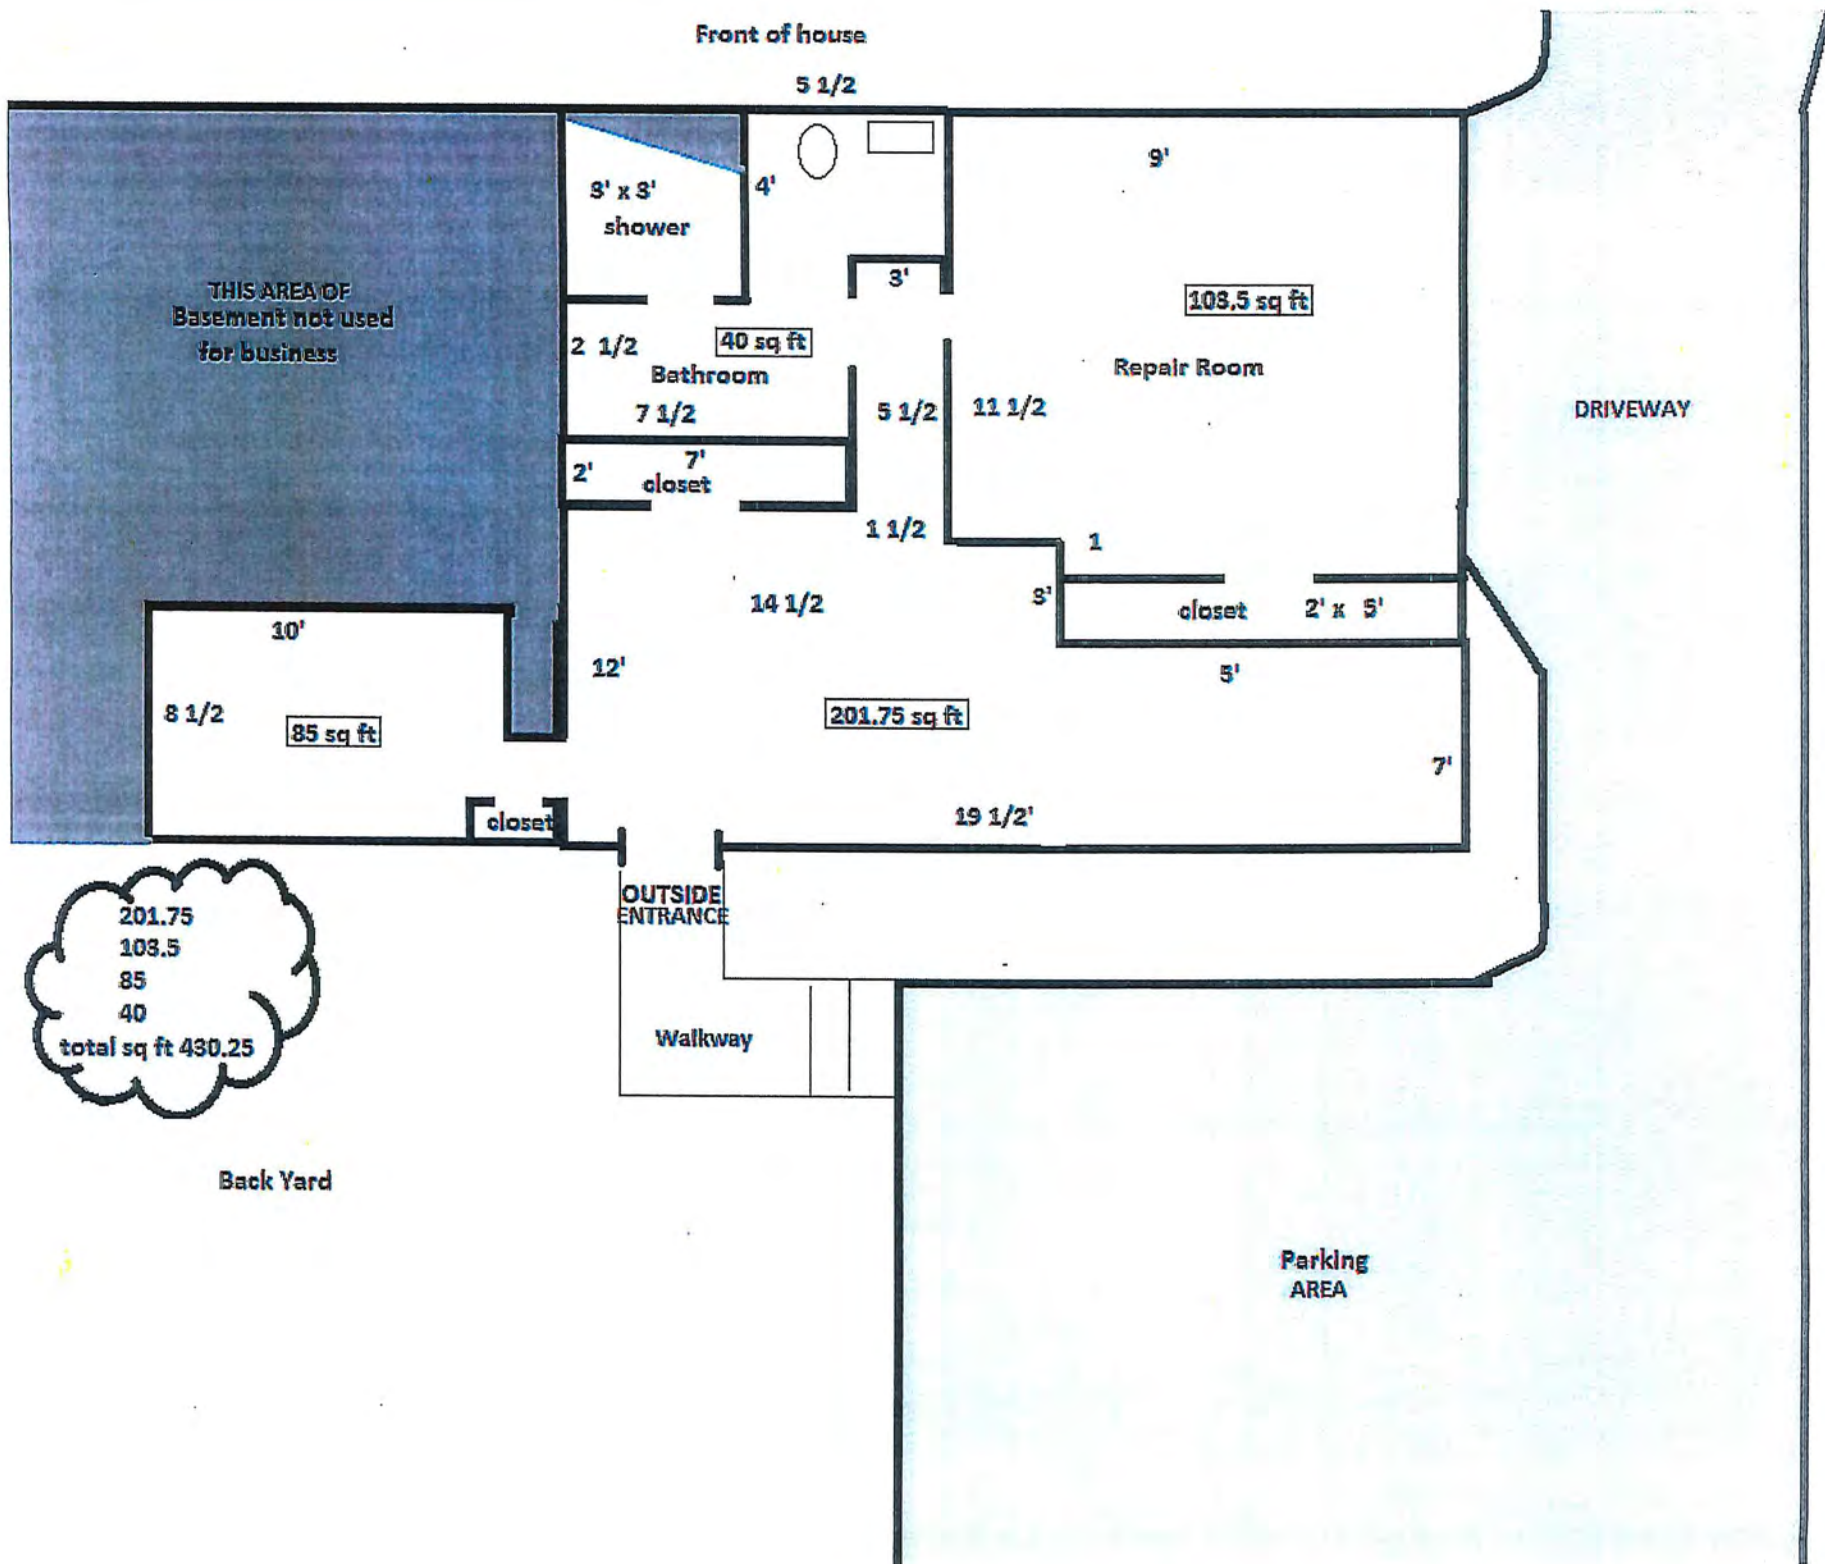 Front of house
5 1/2
9'
3' x 3'
shower
4'
3'
THIS AREA OF
Basement not used
for business
103.5 sq ft
2 1/2
40 sq ft
Bathroom
Repair Room
7 1/2
5 1/2
11 1/2
DRIVEWAY
2'
7'
closet
1 1/2
1
14 1/2
3'
closet
2' x 5'
10'
12'
5'
8 1/2
85 sq ft
201.75 sq ft
7'
closet
19 1/2'
OUTSIDE
ENTRANCE
201.75
103.5
85
40
total sq ft 430.25
Walkway
Back Yard
Parking
AREA